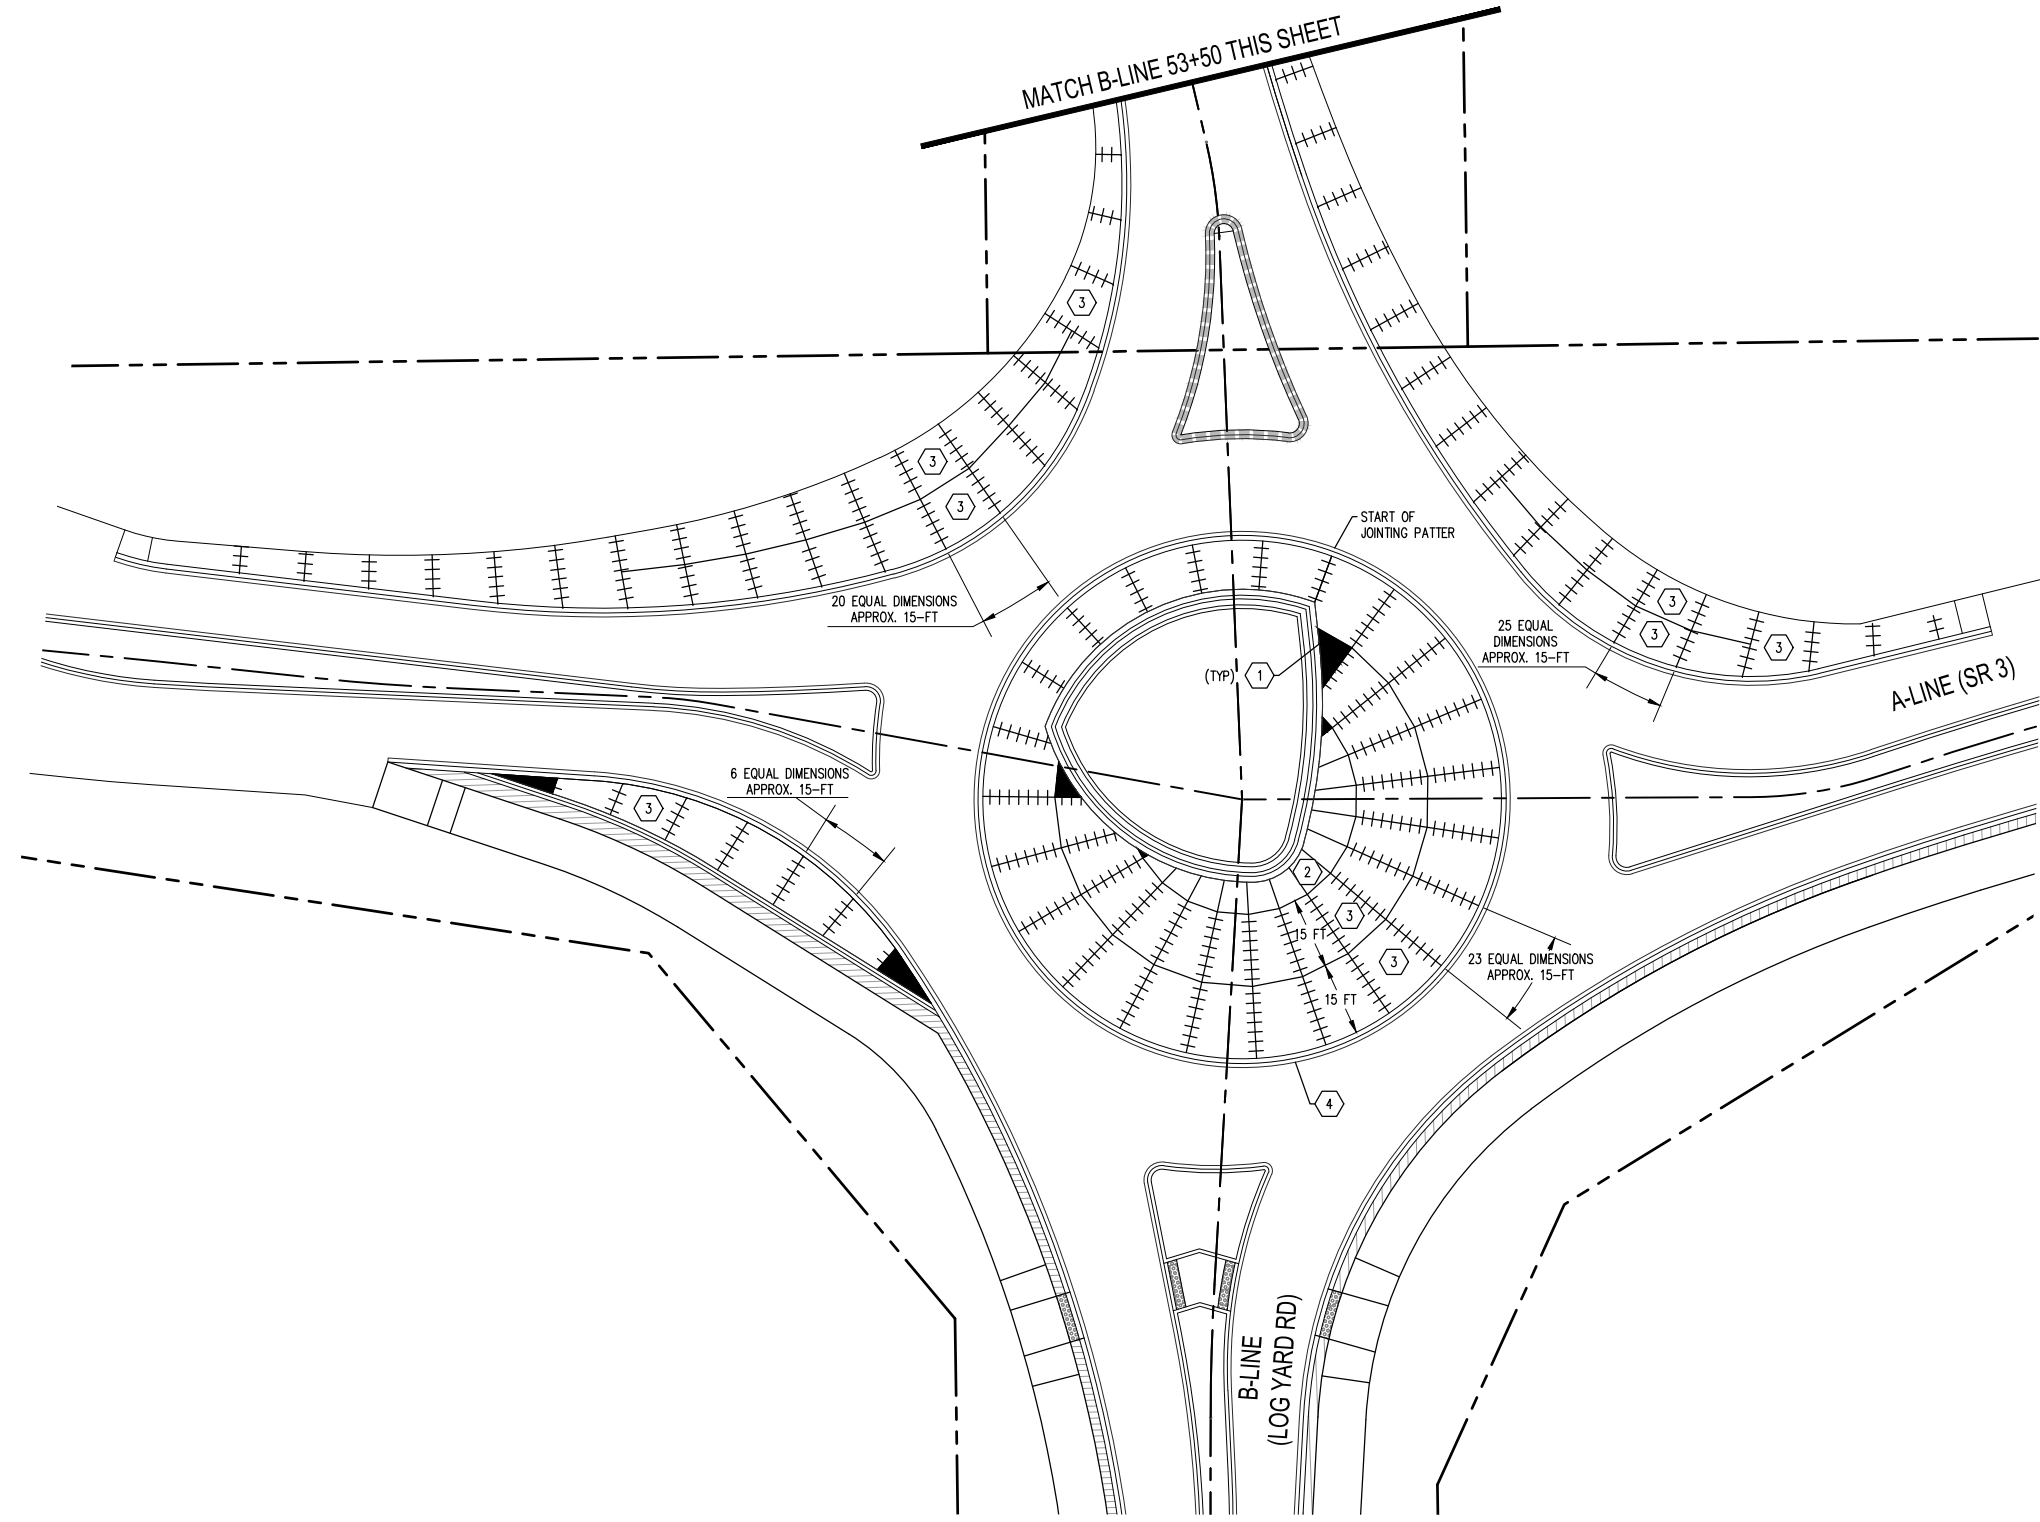 MATCH B-LINE 53+50 THIS SHEET
3
3
3
START OF
JOINTING PATTER
20 EQUAL DIMENSIONS
APPROX. 15-FT
3
3
3
25 EQUAL
DIMENSIONS
APPROX. 15-FT
(TYP)
1
A-LINE (SR 3)
6 EQUAL DIMENSIONS
APPROX. 15-FT
3
2
3
15 FT
3
23 EQUAL DIMENSIONS
APPROX. 15-FT
15 FT
4
B-LINE
(LOG YARD RD)